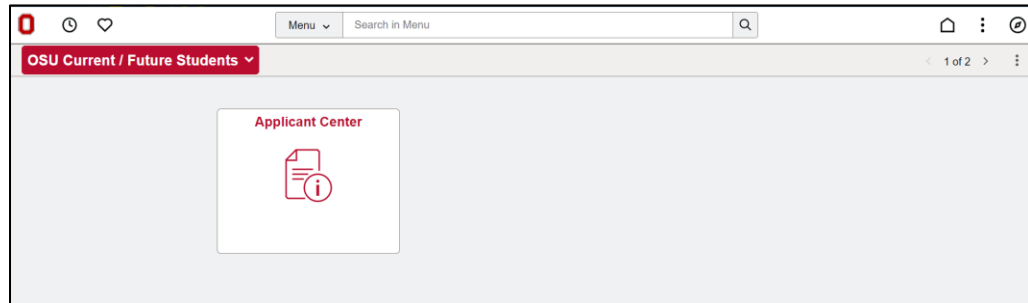 Menu Search in Menu
OSU Current / Future Students 1 of 2
Applicant Center